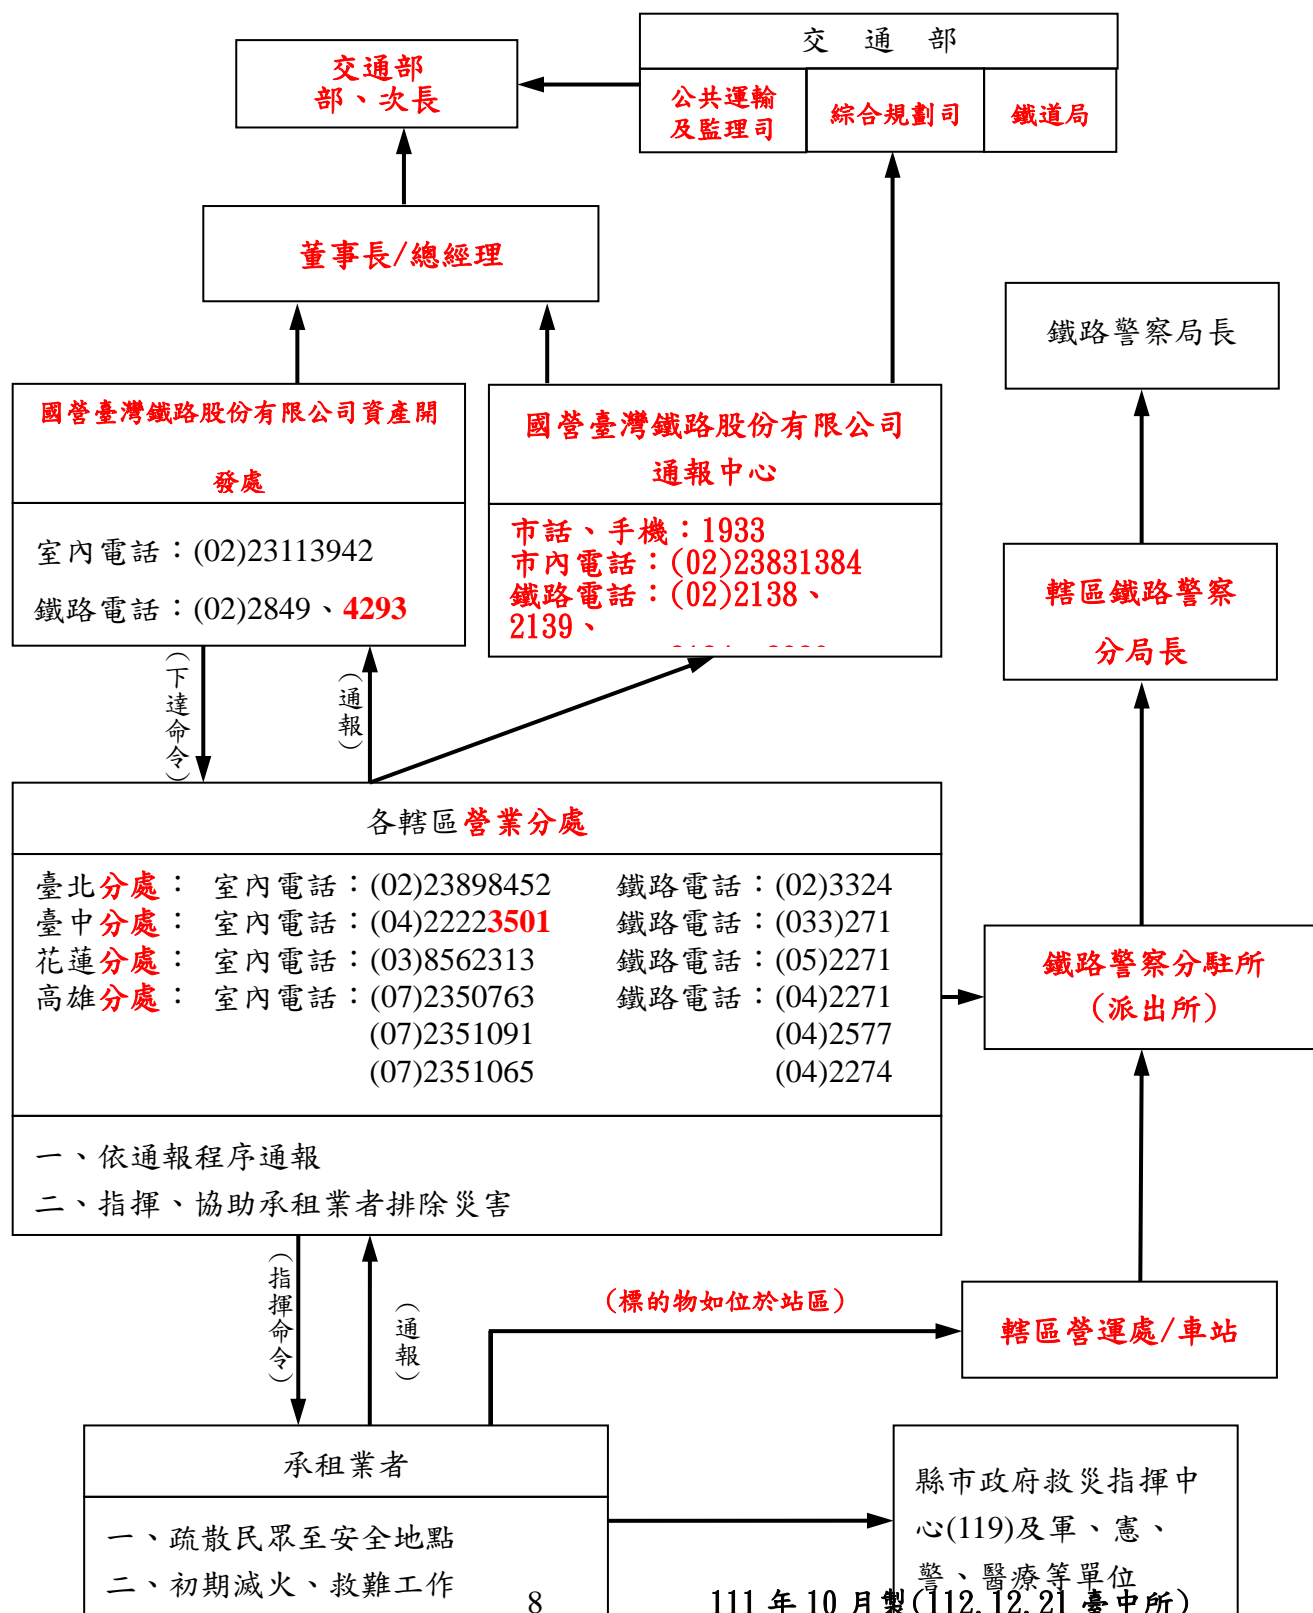 交通部
交通部
部、次長
公共運輸
及監理司
綜合規劃司
鐵道局
董事長/總經理
鐵路警察局長
國營臺灣鐵路股份有限公司資產開
發處
室內電話：(02)23113942
鐵路電話：(02)2849、4293
國營臺灣鐵路股份有限公司
通報中心
市話、手機：1933
市內電話：(02)23831384
鐵路電話：(02)2138、
2139、
轄區鐵路警察
分局長
(下達命令)
(通報)
各轄區營業分處
臺北分處： 室內電話：(02)23898452 鐵路電話：(02)3324
臺中分處： 室內電話：(04)22223501 鐵路電話：(033)271
花蓮分處： 室內電話：(03)8562313 鐵路電話：(05)2271
高雄分處： 室內電話：(07)2350763 鐵路電話：(04)2271
(07)2351091 (04)2577
(07)2351065 (04)2274
一、依通報程序通報
二、指揮、協助承租業者排除災害
鐵路警察分駐所
(派出所)
(指揮命令)
(通報)
(標的物如位於站區)
轄區營運處/車站
承租業者
一、疏散民眾至安全地點
二、初期滅火、救難工作
縣市政府救災指揮中
心(119)及軍、憲、
警、醫療等單位
8
111 年 10 月製(112.12.21 臺中所)